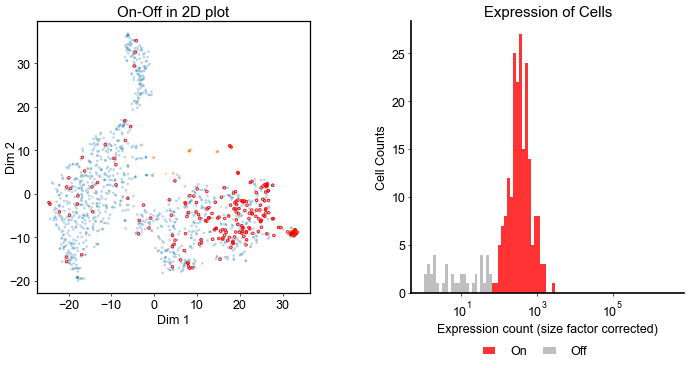 On-Off in 2D plot
Dim 2
30
20
10
0
−10
−20
−20 −10 0 10 20 30
Dim 1
Expression of Cells
Cell Counts
25
20
15
10
5
0
10^1 10^3 10^5
Expression count (size factor corrected)
On Off